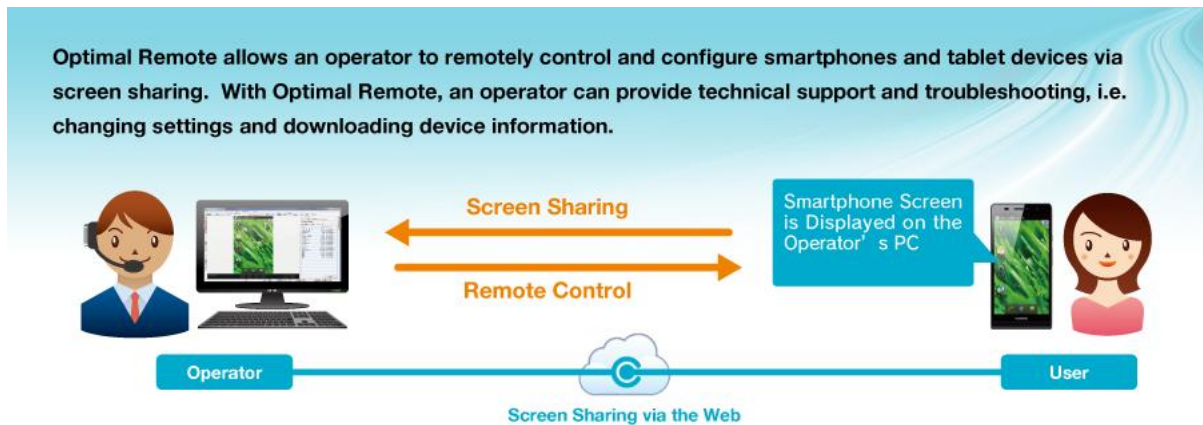 Optimal Remote allows an operator to remotely control and configure smartphones and tablet devices via
screen sharing.  With Optimal Remote, an operator can provide technical support and troubleshooting, i.e.
changing settings and downloading device information.
Screen Sharing
Remote Control
Smartphone Screen
is Displayed on the
Operator’ s PC
Operator
User
Screen Sharing via the Web